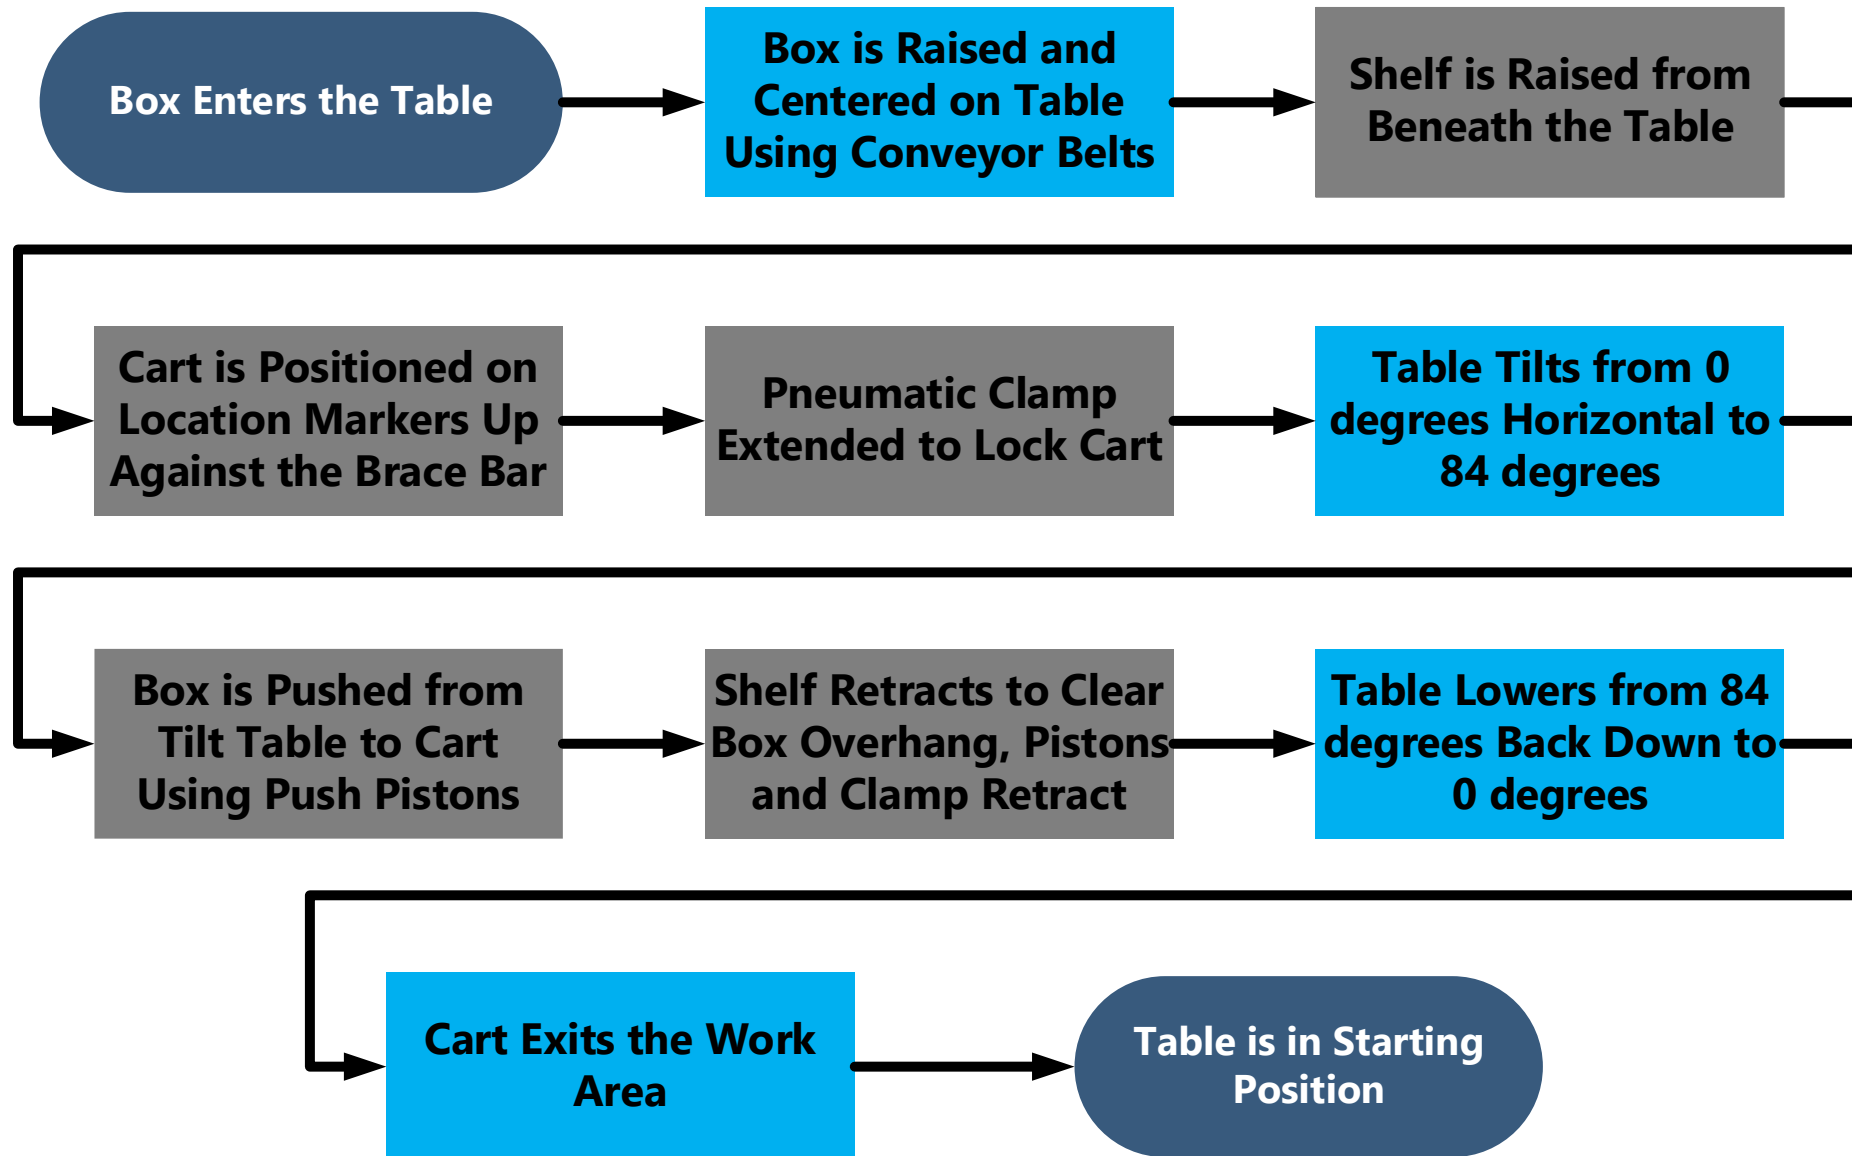 Box Enters the Table
Box is Raised and
Centered on Table
Using Conveyor Belts
Shelf is Raised from
Beneath the Table
Cart is Positioned on
Location Markers Up
Against the Brace Bar
Pneumatic Clamp
Extended to Lock Cart
Table Tilts from 0
degrees Horizontal to
84 degrees
Box is Pushed from
Tilt Table to Cart
Using Push Pistons
Shelf Retracts to Clear
Box Overhang, Pistons
and Clamp Retract
Table Lowers from 84
degrees Back Down to
0 degrees
Cart Exits the Work
Area
Table is in Starting
Position